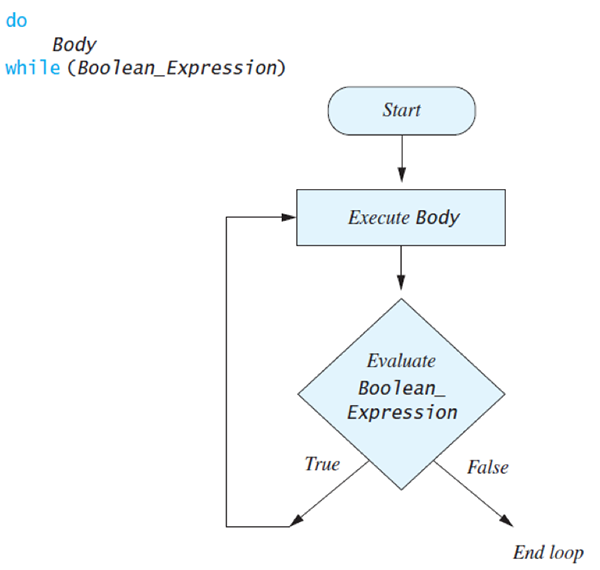 do
Body
while (Boolean_Expression)
Start
Execute Body
Evaluate
Boolean_
Expression
True
False
End loop